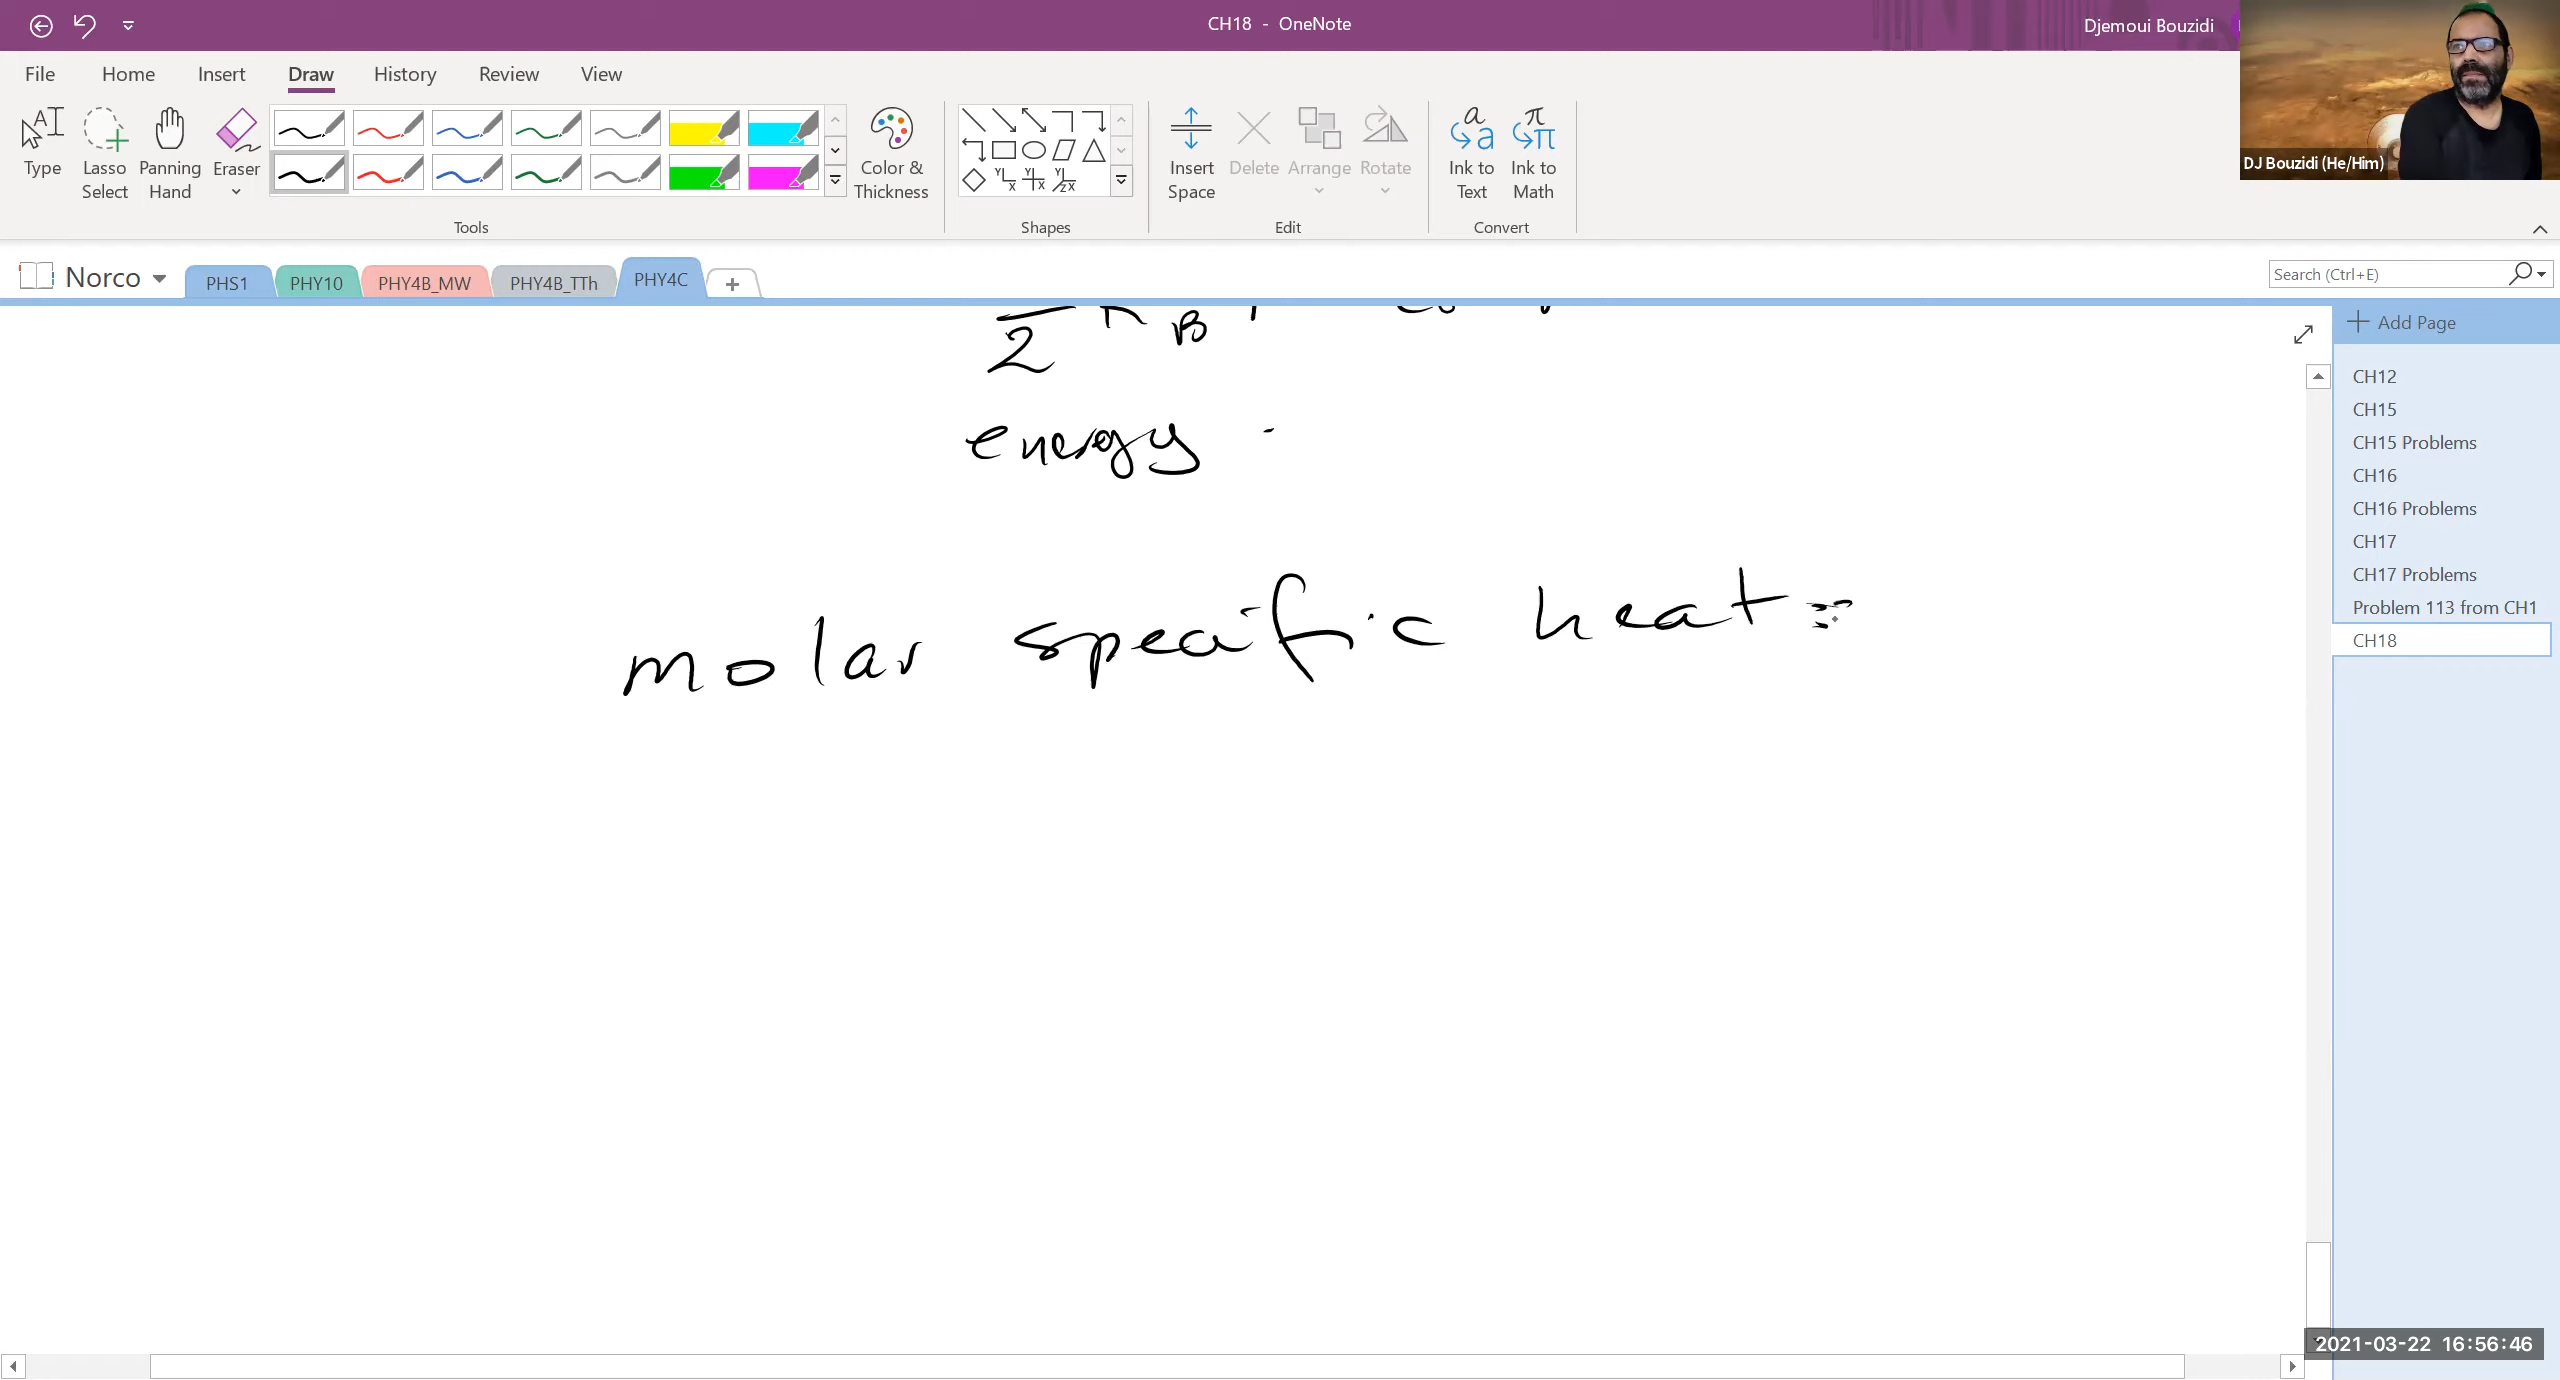 CH18 - OneNote
Djemoui Bouzidi
File Home Insert Draw History Review View
Type
Lasso Select
Panning Hand
Eraser
Color & Thickness
Insert Space
Delete
Arrange
Rotate
Ink to Text
Ink to Math
Tools
Shapes
Edit
Convert
DJ Bouzidi (He/Him)
Norco PHS1 PHY10 PHY4B_MW PHY4B_TTh PHY4C
Search (Ctrl+E)
Add Page
CH12
CH15
CH15 Problems
CH16
CH16 Problems
CH17
CH17 Problems
Problem 113 from CH1
CH18
2 B
energy
molar specific heat =
2021-03-22 16:56:46